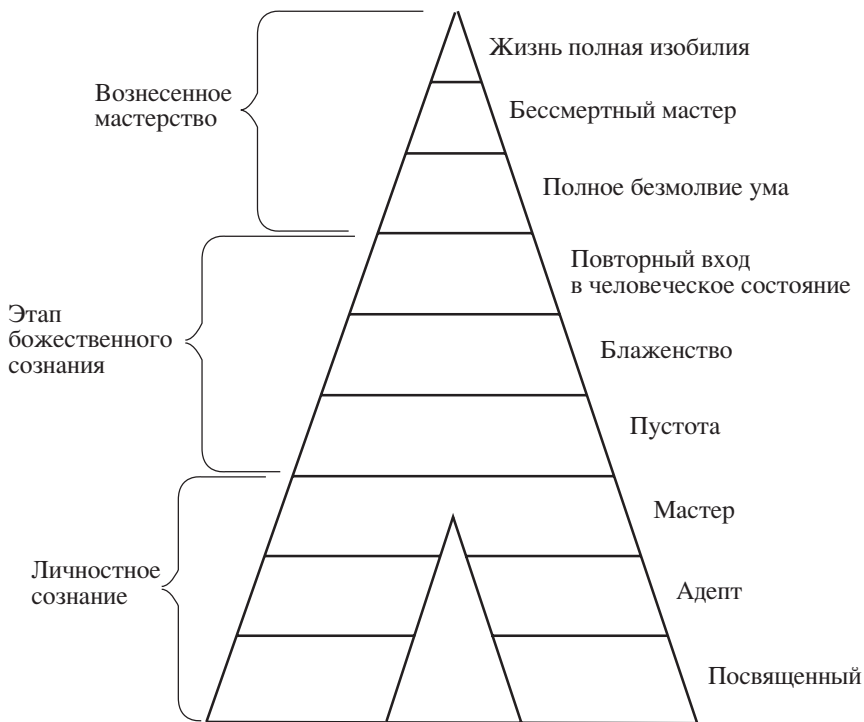 Жизнь полная изобилия
Вознесенное
мастерство
Бессмертный мастер
Полное безмолвие ума
Повторный вход
в человеческое состояние
Этап
божественного
сознания
Блаженство
Пустота
Мастер
Личностное
сознание
Адепт
Посвященный